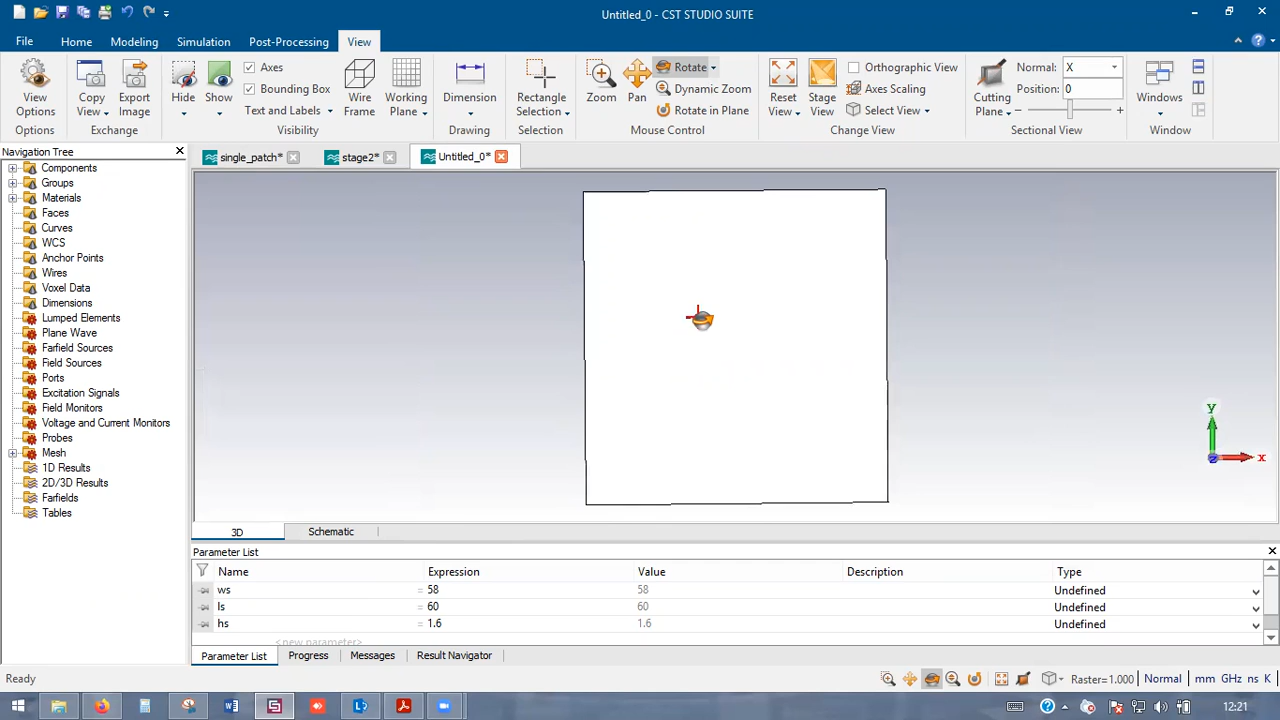 Untitled_0 - CST STUDIO SUITE
File Home Modeling Simulation Post-Processing View
View Options
Copy View
Export Image
Hide
Show
Axes
Bounding Box
Text and Labels
Wire Frame
Working Plane
Dimension
Rectangle Selection
Zoom
Pan
Rotate
Dynamic Zoom
Rotate in Plane
Reset View
Stage View
Orthographic View
Axes Scaling
Select View
Cutting Plane
Normal: X
Position: 0
Windows
Options Exchange Visibility Drawing Selection Mouse Control Change View Sectional View Window
Navigation Tree
single_patch* stage2* Untitled_0*
Components
Groups
Materials
Faces
Curves
WCS
Anchor Points
Wires
Voxel Data
Dimensions
Lumped Elements
Plane Wave
Farfield Sources
Field Sources
Ports
Excitation Signals
Field Monitors
Voltage and Current Monitors
Probes
Mesh
1D Results
2D/3D Results
Farfields
Tables
y
x
z
3D Schematic
Parameter List
Name Expression Value Description Type
ws = 58 58 Undefined
ls = 60 60 Undefined
hs = 1.6 1.6 Undefined
<new parameter>
Parameter List Progress Messages Result Navigator
Ready
Raster=1.000 Normal mm GHz ns K
12:21